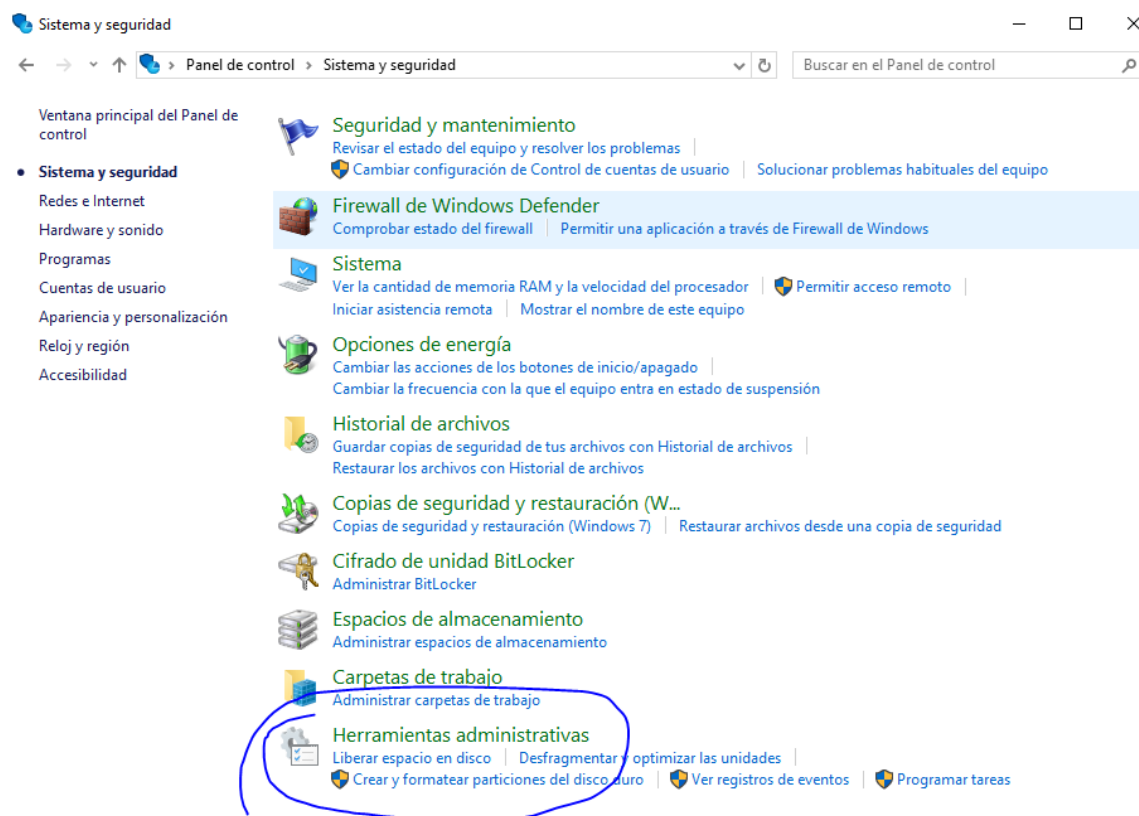 Sistema y seguridad
Panel de control > Sistema y seguridad
Buscar en el Panel de control
Ventana principal del Panel de
control
Sistema y seguridad
Redes e Internet
Hardware y sonido
Programas
Cuentas de usuario
Apariencia y personalización
Reloj y región
Accesibilidad
Seguridad y mantenimiento
Revisar el estado del equipo y resolver los problemas
Cambiar configuración de Control de cuentas de usuario | Solucionar problemas habituales del equipo
Firewall de Windows Defender
Comprobar estado del firewall | Permitir una aplicación a través de Firewall de Windows
Sistema
Ver la cantidad de memoria RAM y la velocidad del procesador | Permitir acceso remoto
Iniciar asistencia remota | Mostrar el nombre de este equipo
Opciones de energía
Cambiar las acciones de los botones de inicio/apagado
Cambiar la frecuencia con la que el equipo entra en estado de suspensión
Historial de archivos
Guardar copias de seguridad de tus archivos con Historial de archivos
Restaurar los archivos con Historial de archivos
Copias de seguridad y restauración (W...
Copias de seguridad y restauración (Windows 7) | Restaurar archivos desde una copia de seguridad
Cifrado de unidad BitLocker
Administrar BitLocker
Espacios de almacenamiento
Administrar espacios de almacenamiento
Carpetas de trabajo
Administrar carpetas de trabajo
Herramientas administrativas
Liberar espacio en disco | Desfragmentar y optimizar las unidades
Crear y formatear particiones del disco duro | Ver registros de eventos | Programar tareas